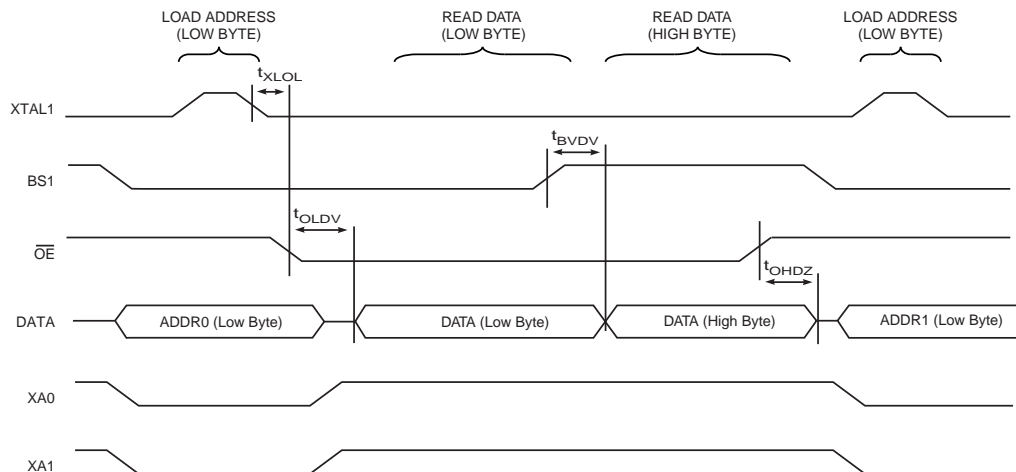 LOAD ADDRESS
(LOW BYTE)
READ DATA
(LOW BYTE)
READ DATA
(HIGH BYTE)
LOAD ADDRESS
(LOW BYTE)
tXLOL
XTAL1
tBVDV
BS1
tOLDV
OE
tOHDZ
DATA
ADDR0 (Low Byte)
DATA (Low Byte)
DATA (High Byte)
ADDR1 (Low Byte)
XA0
XA1